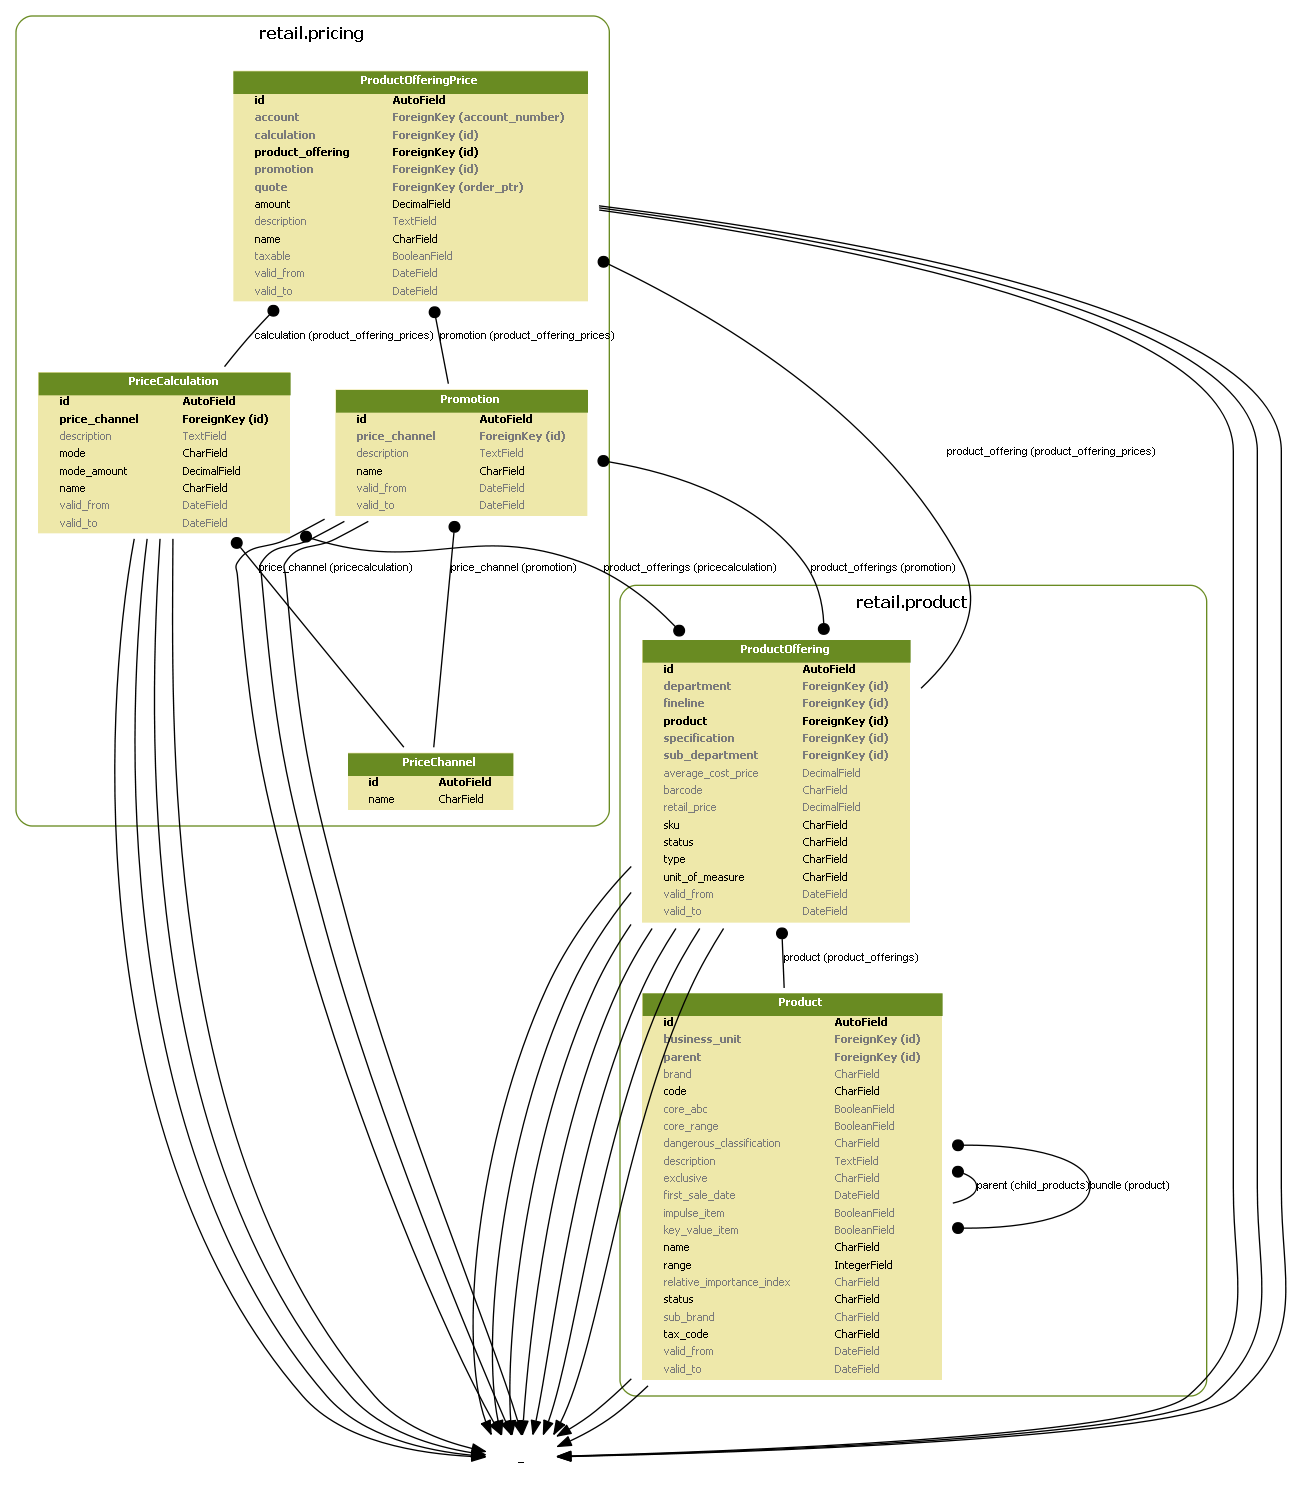 retail.pricing
ProductOfferingPrice
id AutoField
account ForeignKey (account_number)
calculation ForeignKey (id)
product_offering ForeignKey (id)
promotion ForeignKey (id)
quote ForeignKey (order_ptr)
amount DecimalField
description TextField
name CharField
taxable BooleanField
valid_from DateField
valid_to DateField
calculation (product_offering_prices)
promotion (product_offering_prices)
PriceCalculation
id AutoField
price_channel ForeignKey (id)
description TextField
mode CharField
mode_amount DecimalField
name CharField
valid_from DateField
valid_to DateField
Promotion
id AutoField
price_channel ForeignKey (id)
description TextField
name CharField
valid_from DateField
valid_to DateField
product_offering (product_offering_prices)
price_channel (pricecalculation)
price_channel (promotion)
product_offerings (pricecalculation)
product_offerings (promotion)
PriceChannel
id AutoField
name CharField
retail.product
ProductOffering
id AutoField
department ForeignKey (id)
fineline ForeignKey (id)
product ForeignKey (id)
specification ForeignKey (id)
sub_department ForeignKey (id)
average_cost_price DecimalField
barcode CharField
retail_price DecimalField
sku CharField
status CharField
type CharField
unit_of_measure CharField
valid_from DateField
valid_to DateField
product (product_offerings)
Product
id AutoField
business_unit ForeignKey (id)
parent ForeignKey (id)
brand CharField
code CharField
core_abc BooleanField
core_range BooleanField
dangerous_classification CharField
description TextField
exclusive CharField
first_sale_date DateField
impulse_item BooleanField
key_value_item BooleanField
name CharField
range IntegerField
relative_importance_index CharField
status CharField
sub_brand CharField
tax_code CharField
valid_from DateField
valid_to DateField
parent (child_products)
bundle (product)
_